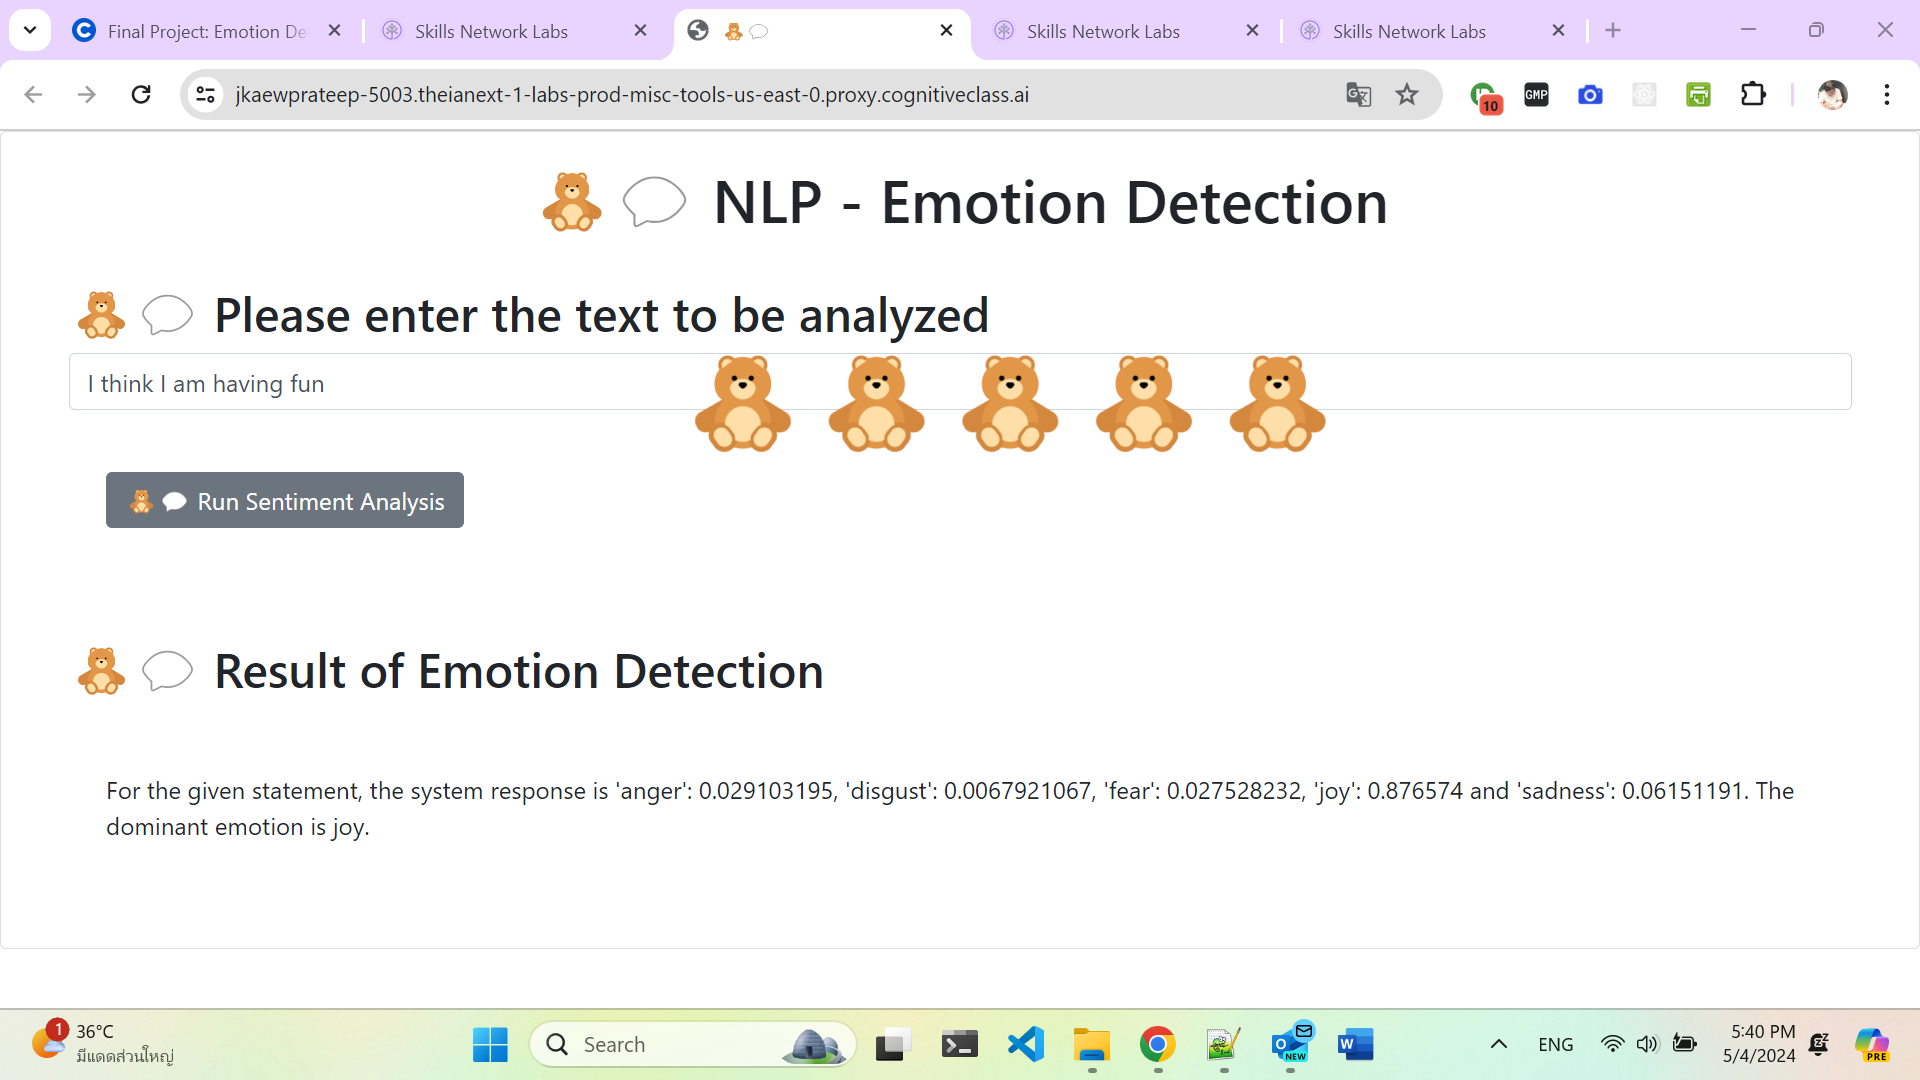 Final Project: Emotion De
Skills Network Labs
Skills Network Labs
Skills Network Labs
jkaewprateep-5003.theianext-1-labs-prod-misc-tools-us-east-0.proxy.cognitiveclass.ai
10
GMP
NLP - Emotion Detection
Please enter the text to be analyzed
I think I am having fun
Run Sentiment Analysis
Result of Emotion Detection
For the given statement, the system response is 'anger': 0.029103195, 'disgust': 0.0067921067, 'fear': 0.027528232, 'joy': 0.876574 and 'sadness': 0.06151191. The
dominant emotion is joy.
1
36°C
มีแดดส่วนใหญ่
Search
NEW
ENG
5:40 PM
5/4/2024
PRE